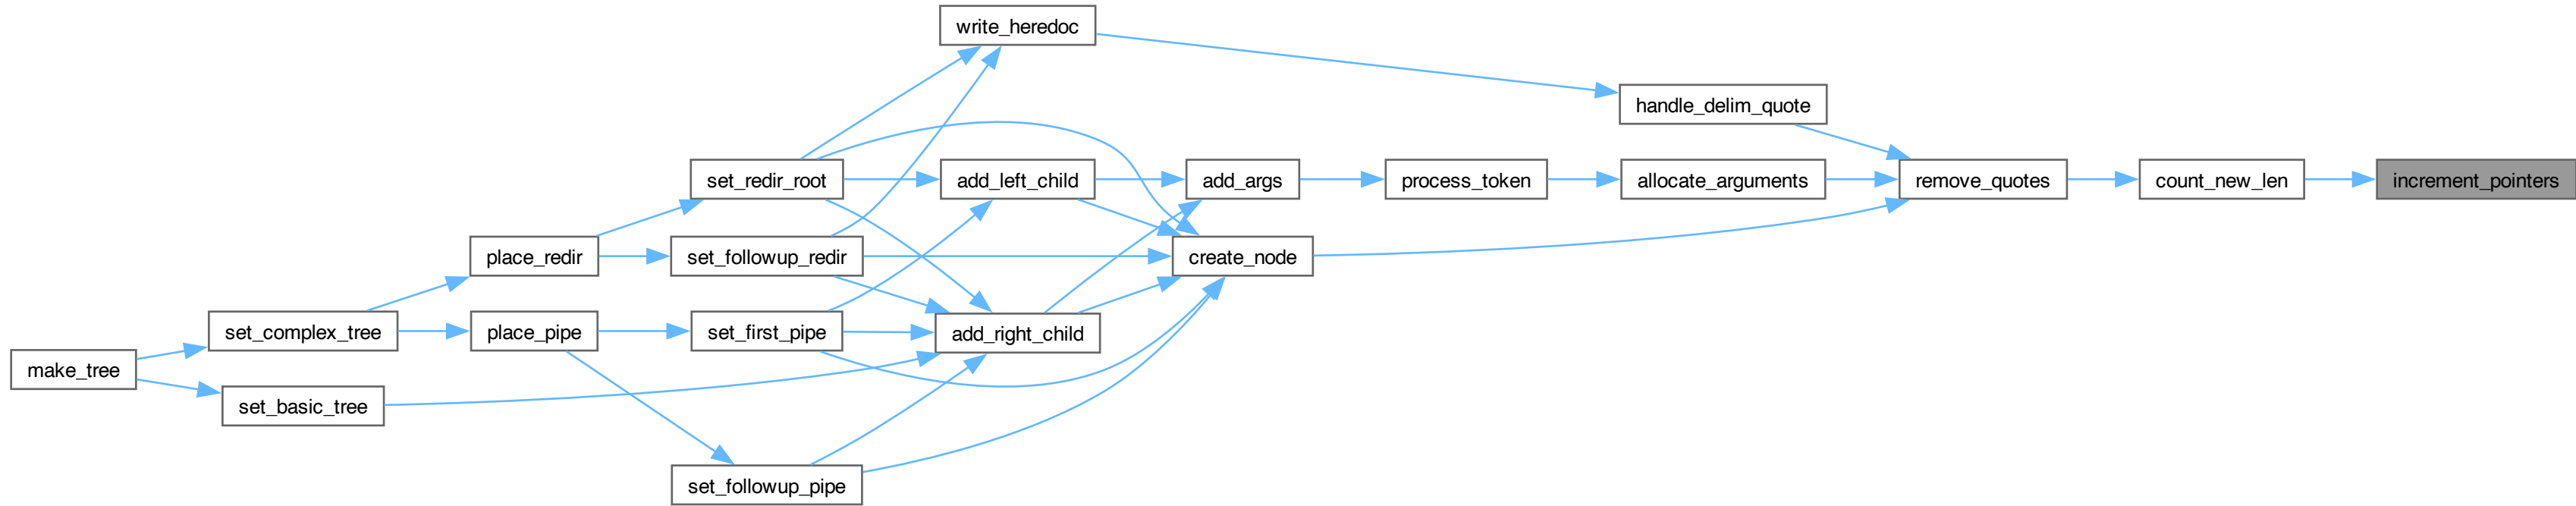 write_heredoc
handle_delim_quote
set_redir_root
add_left_child
add_args
process_token
allocate_arguments
remove_quotes
count_new_len
increment_pointers
place_redir
set_followup_redir
create_node
set_complex_tree
place_pipe
set_first_pipe
add_right_child
make_tree
set_basic_tree
set_followup_pipe